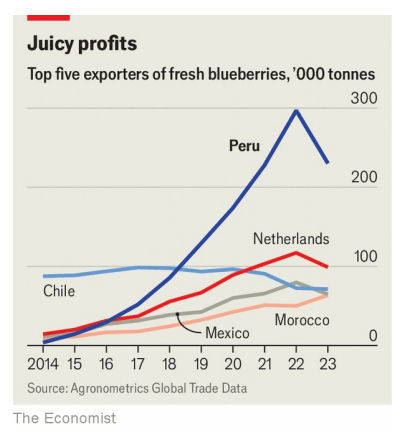 Juicy profits
Top five exporters of fresh blueberries, ’000 tonnes
300
Peru
200
Netherlands
100
Chile
Morocco
Mexico
0
2014 15 16 17 18 19 20 21 22 23
Source: Agronometrics Global Trade Data
The Economist